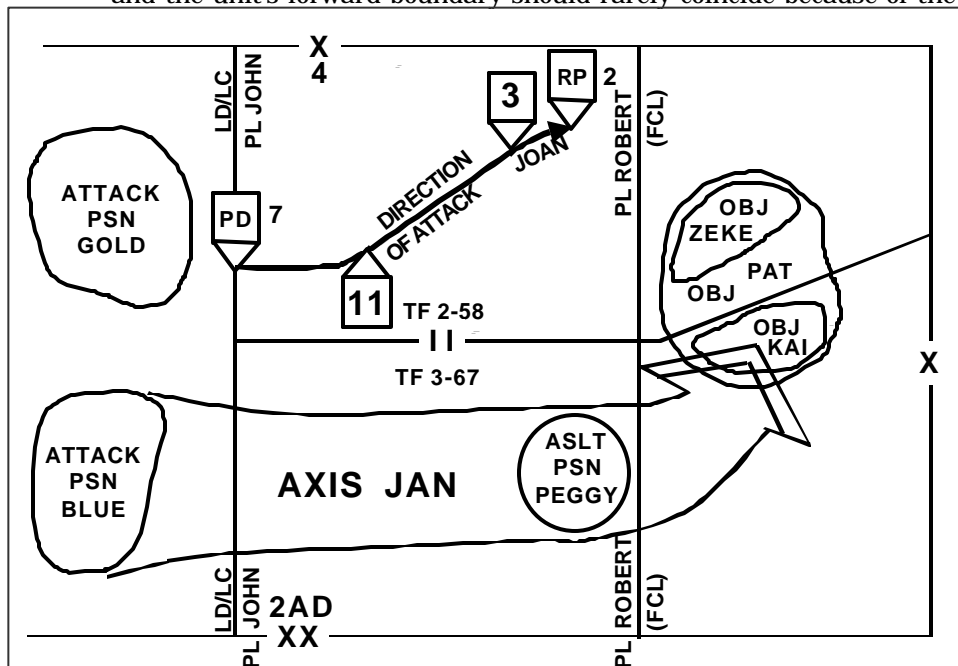 and the unit's forward boundary should rarely coincide because of the
X
4
LD/LC
PL JOHN
3
RP
2
PL ROBERT
(FCL)
ATTACK
PSN
GOLD
PD
7
DIRECTION
OF ATTACK
JOAN
11
OBJ
ZEKE
PAT
OBJ
OBJ
KAI
TF 2-58
II
TF 3-67
X
ATTACK
PSN
BLUE
AXIS JAN
ASLT
PSN
PEGGY
LD/LC
PL JOHN
2AD
XX
PL ROBERT
(FCL)